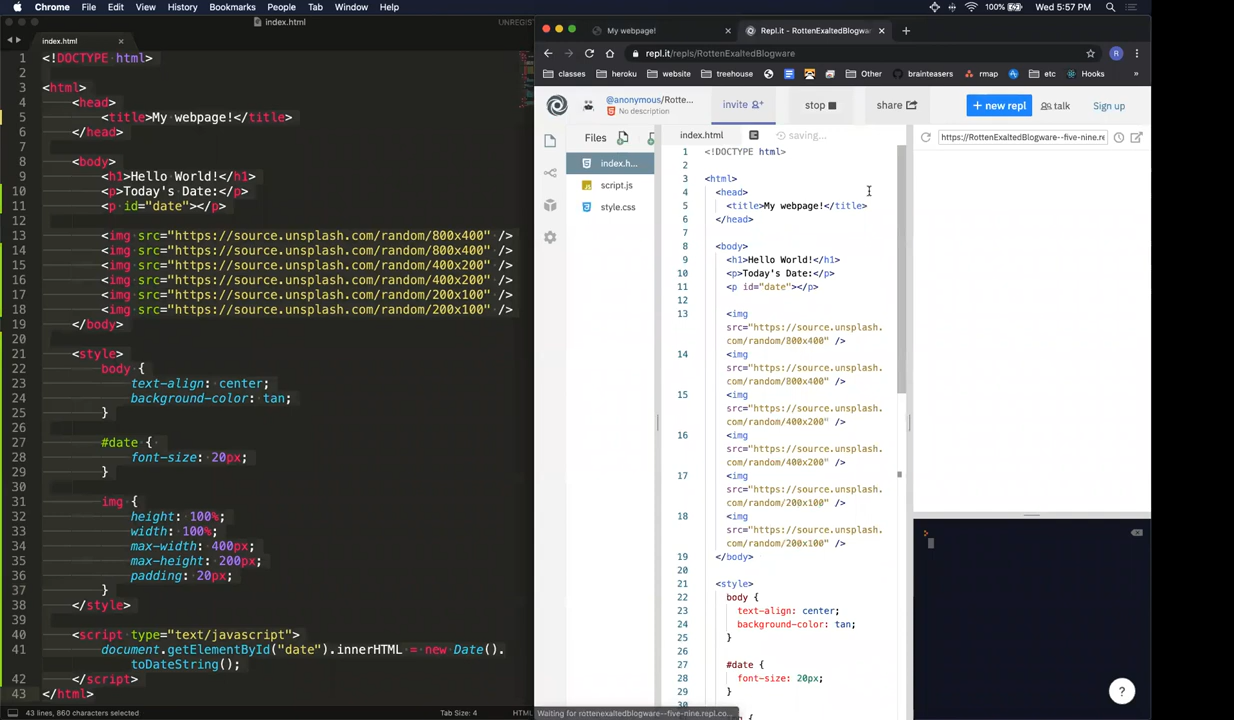 Chrome File Edit View History Bookmarks People Tab Window Help 100% Wed 5:57 PM
index.html UNREGIS
index.html ×
1 <!DOCTYPE html>
2
3 <html>
4 <head>
5 <title>My webpage!</title>
6 </head>
7
8 <body>
9 <h1>Hello World!</h1>
10 <p>Today's Date:</p>
11 <p id="date"></p>
12
13 <img src="https://source.unsplash.com/random/800x400" />
14 <img src="https://source.unsplash.com/random/800x400" />
15 <img src="https://source.unsplash.com/random/400x200" />
16 <img src="https://source.unsplash.com/random/400x200" />
17 <img src="https://source.unsplash.com/random/200x100" />
18 <img src="https://source.unsplash.com/random/200x100" />
19 </body>
20
21 <style>
22 body {
23 text-align: center;
24 background-color: tan;
25 }
26
27 #date {
28 font-size: 20px;
29 }
30
31 img {
32 height: 100%;
33 width: 100%;
34 max-width: 400px;
35 max-height: 200px;
36 padding: 20px;
37 }
38 </style>
39
40 <script type="text/javascript">
41 document.getElementById("date").innerHTML = new Date().
toDateString();
42 </script>
43 </html>
43 lines, 860 characters selected Tab Size: 4 HTML
My webpage! × Repl.it - RottenExaltedBlogwar × +
repl.it/repls/RottenExaltedBlogware R
classes heroku website treehouse Other brainteasers rmap etc Hooks »
@anonymous/Rotte...
No description
invite stop share + new repl talk Sign up
Files
index.h...
script.js
style.css
index.html saving...
1 <!DOCTYPE html>
2
3 <html>
4 <head>
5 <title>My webpage!</title>
6 </head>
7
8 <body>
9 <h1>Hello World!</h1>
10 <p>Today's Date:</p>
11 <p id="date"></p>
12
13 <img
src="https://source.unsplash.
com/random/800x400" />
14 <img
src="https://source.unsplash.
com/random/800x400" />
15 <img
src="https://source.unsplash.
com/random/400x200" />
16 <img
src="https://source.unsplash.
com/random/400x200" />
17 <img
src="https://source.unsplash.
com/random/200x100" />
18 <img
src="https://source.unsplash.
com/random/200x100" />
19 </body>
20
21 <style>
22 body {
23 text-align: center;
24 background-color: tan;
25 }
26
27 #date {
28 font-size: 20px;
29 }
https://RottenExaltedBlogware--five-nine.re
?
Waiting for rottenexaltedblogware--five-nine.repl.co...